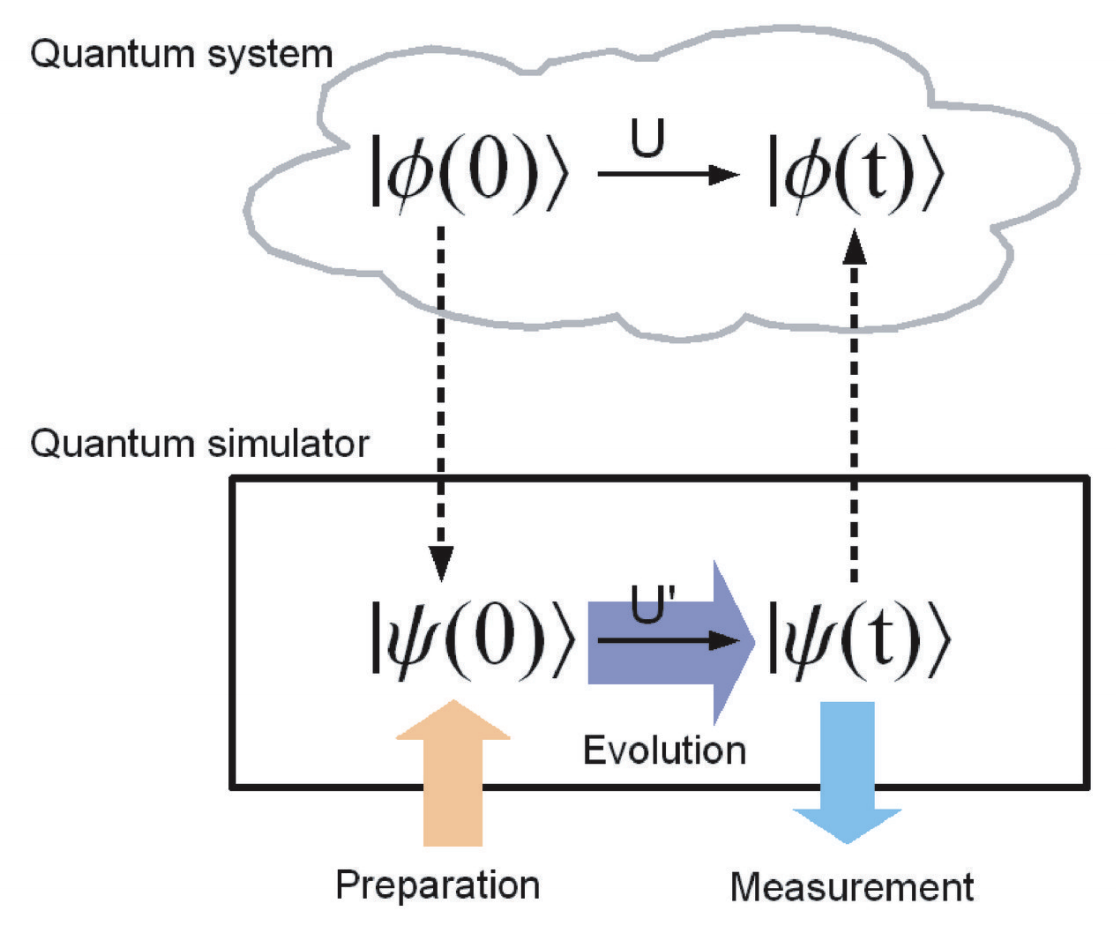 Quantum system
U
|ϕ(0)⟩ |ϕ(t)⟩
Quantum simulator
U'
|ψ(0)⟩ |ψ(t)⟩
Evolution
Preparation
Measurement